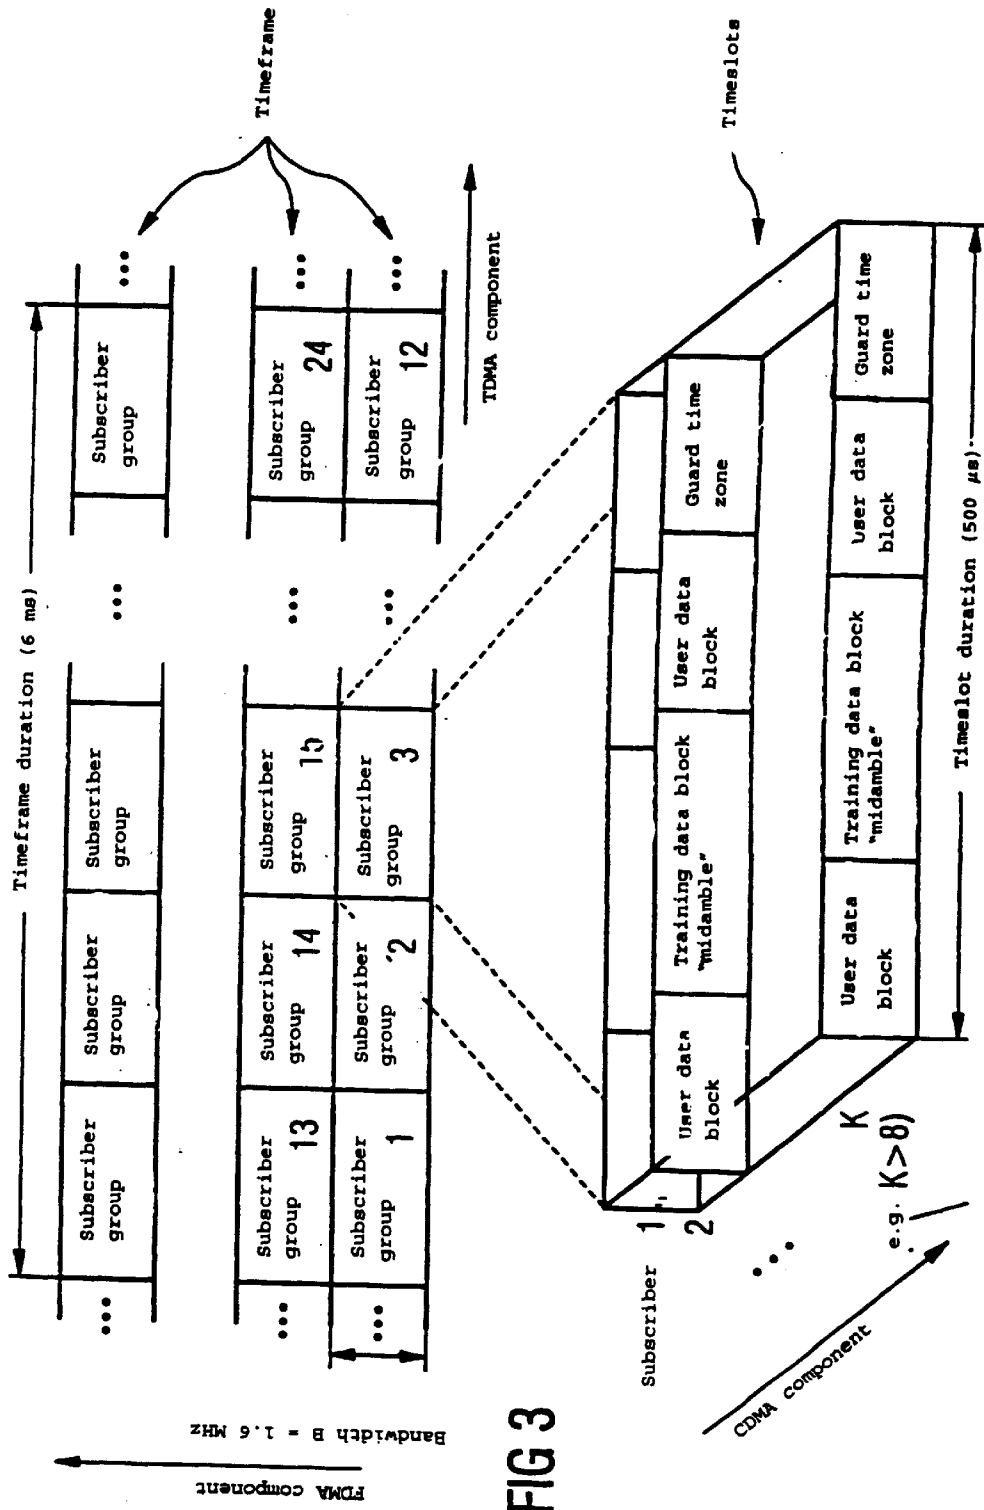 Timeframe duration (6 ms)
Subscriber
group
Subscriber
group
Subscriber
group
Subscriber
group
Timeframe
Subscriber
group 13
Subscriber
group 14
Subscriber
group 15
Subscriber
group 24
Subscriber
group 1
Subscriber
group 2
Subscriber
group 3
Subscriber
group 12
FDMA component
Bandwidth B = 1.6 MHz
TDMA component
FIG 3
Subscriber
1
2
User data
block
Training data block
"midamble"
User data
block
Guard time
zone
Timeslots
K
e.g. K>8)
User data
block
Training data block
"midamble"
User data
block
Guard time
zone
CDMA component
Timeslot duration (500 µs)